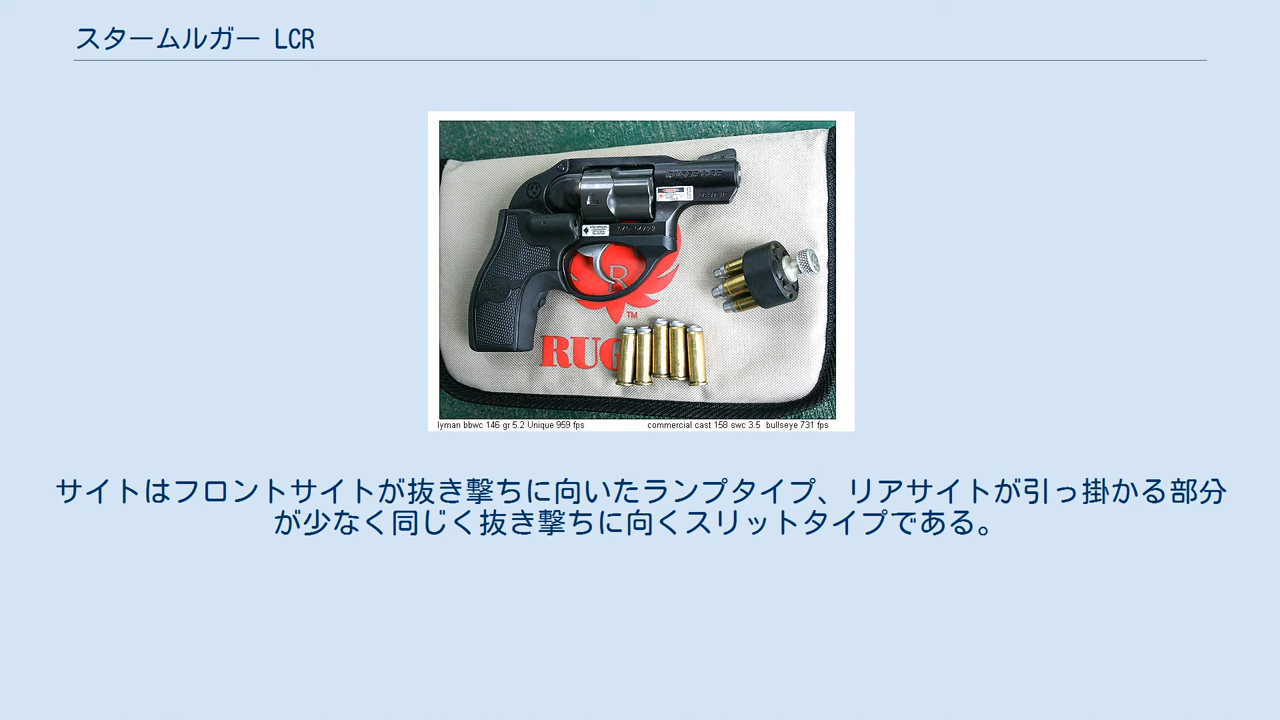 スタームルガー LCR
RUG
TM
lyman bbwc 146 gr 5.2 Unique 959 fps
commercial cast 158 swc 3.5 bullseye 731 fps
サイトはフロントサイトが抜き撃ちに向いたランプタイプ、リアサイトが引っ掛かる部分
が少なく同じく抜き撃ちに向くスリットタイプである。